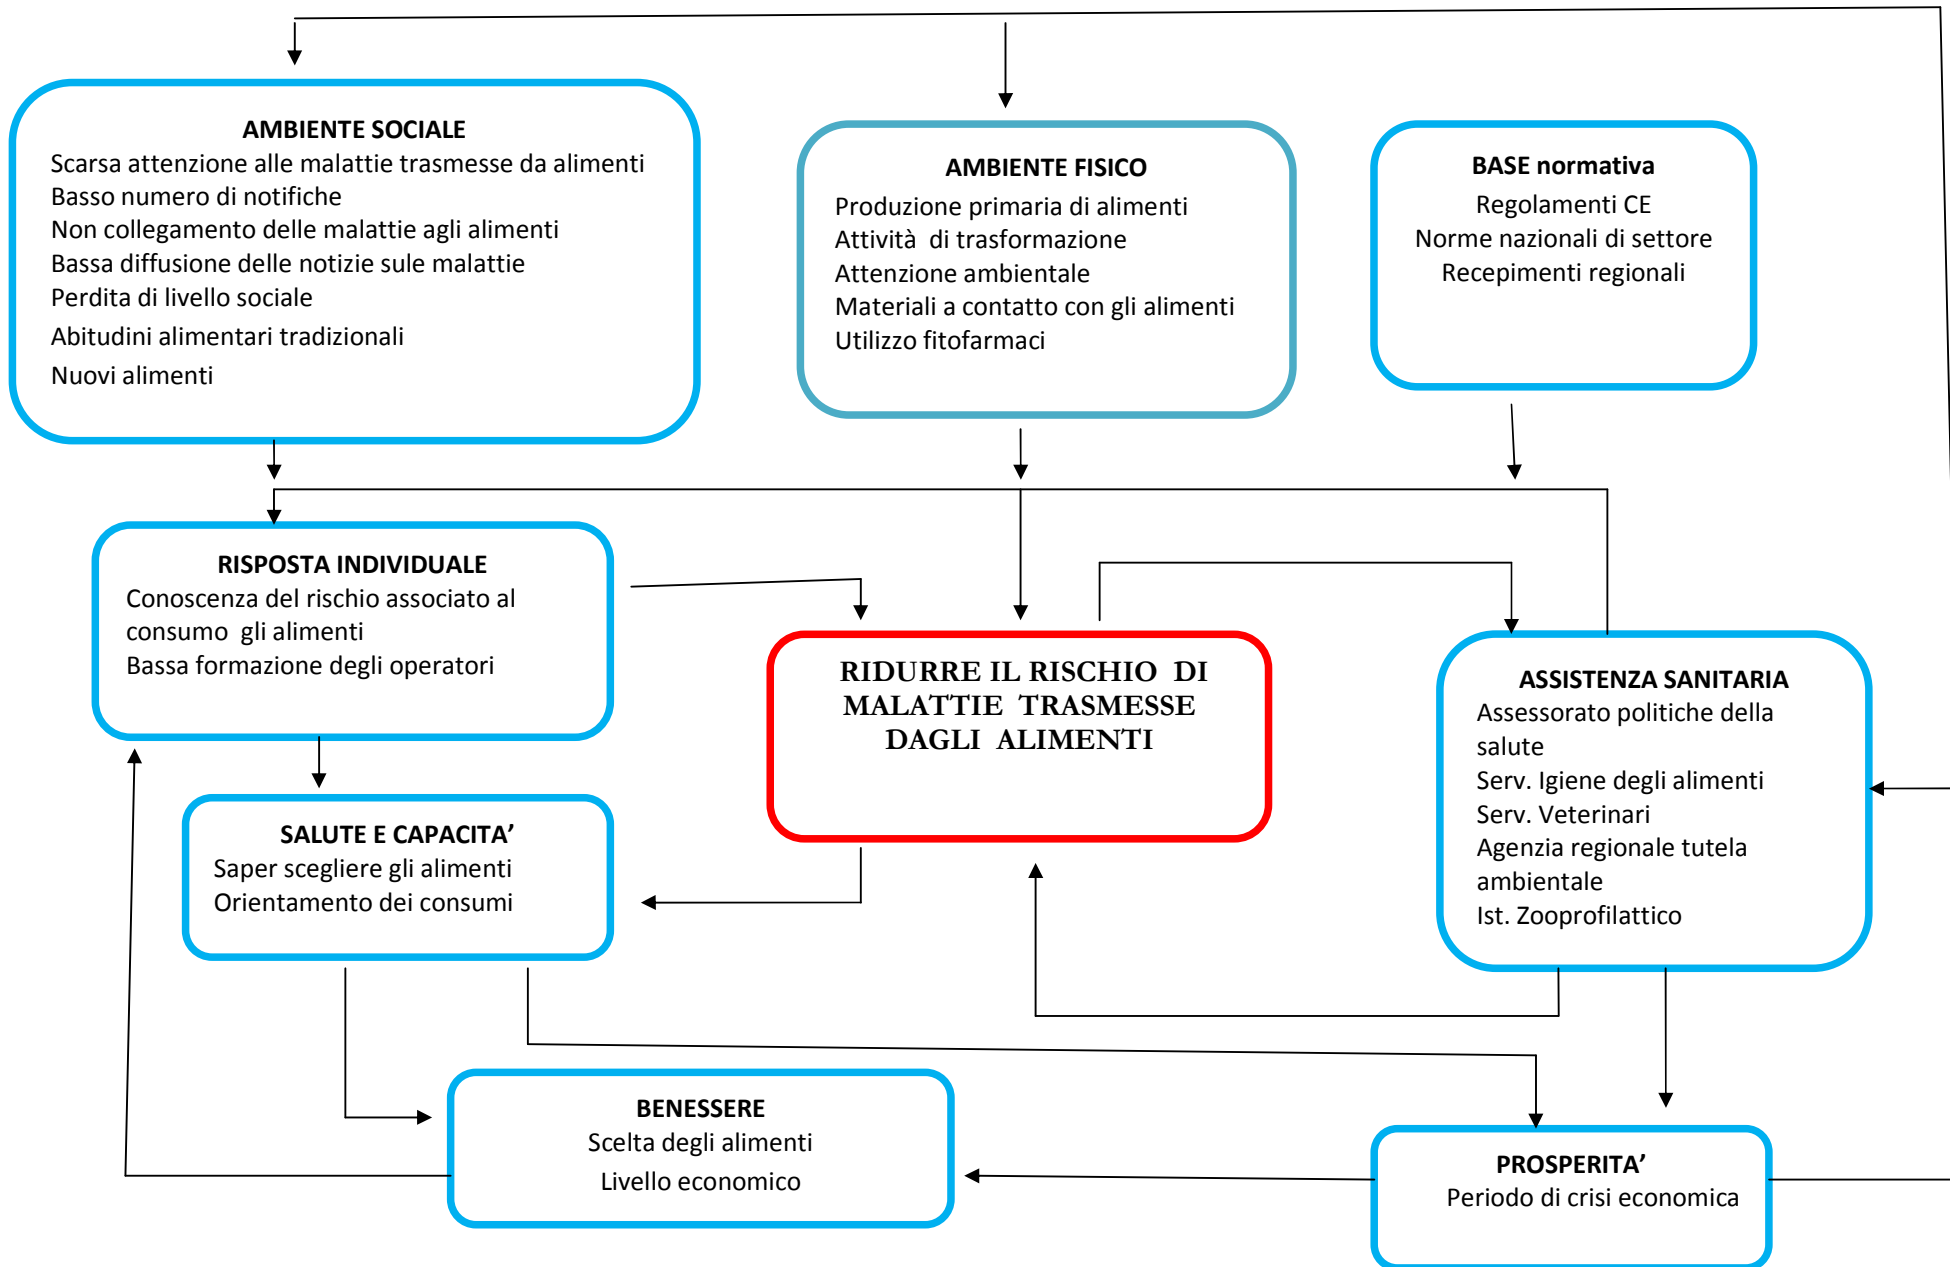 AMBIENTE SOCIALE
Scarsa attenzione alle malattie trasmesse da alimenti
Basso numero di notifiche
Non collegamento delle malattie agli alimenti
Bassa diffusione delle notizie sulle malattie
Perdita di livello sociale
Abitudini alimentari tradizionali
Nuovi alimenti
AMBIENTE FISICO
Produzione primaria di alimenti
Attività di trasformazione
Attenzione ambientale
Materiali a contatto con gli alimenti
Utilizzo fitofarmaci
BASE normativa
Regolamenti CE
Norme nazionali di settore
Recepimenti regionali
RISPOSTA INDIVIDUALE
Conoscenza del rischio associato al
consumo gli alimenti
Bassa formazione degli operatori
RIDURRE IL RISCHIO DI
MALATTIE TRASMESSE
DAGLI ALIMENTI
ASSISTENZA SANITARIA
Assessorato politiche della
salute
Serv. Igiene degli alimenti
Serv. Veterinari
Agenzia regionale tutela
ambientale
Ist. Zooprofilattico
SALUTE E CAPACITA’
Saper scegliere gli alimenti
Orientamento dei consumi
BENESSERE
Scelta degli alimenti
Livello economico
PROSPERITA’
Periodo di crisi economica